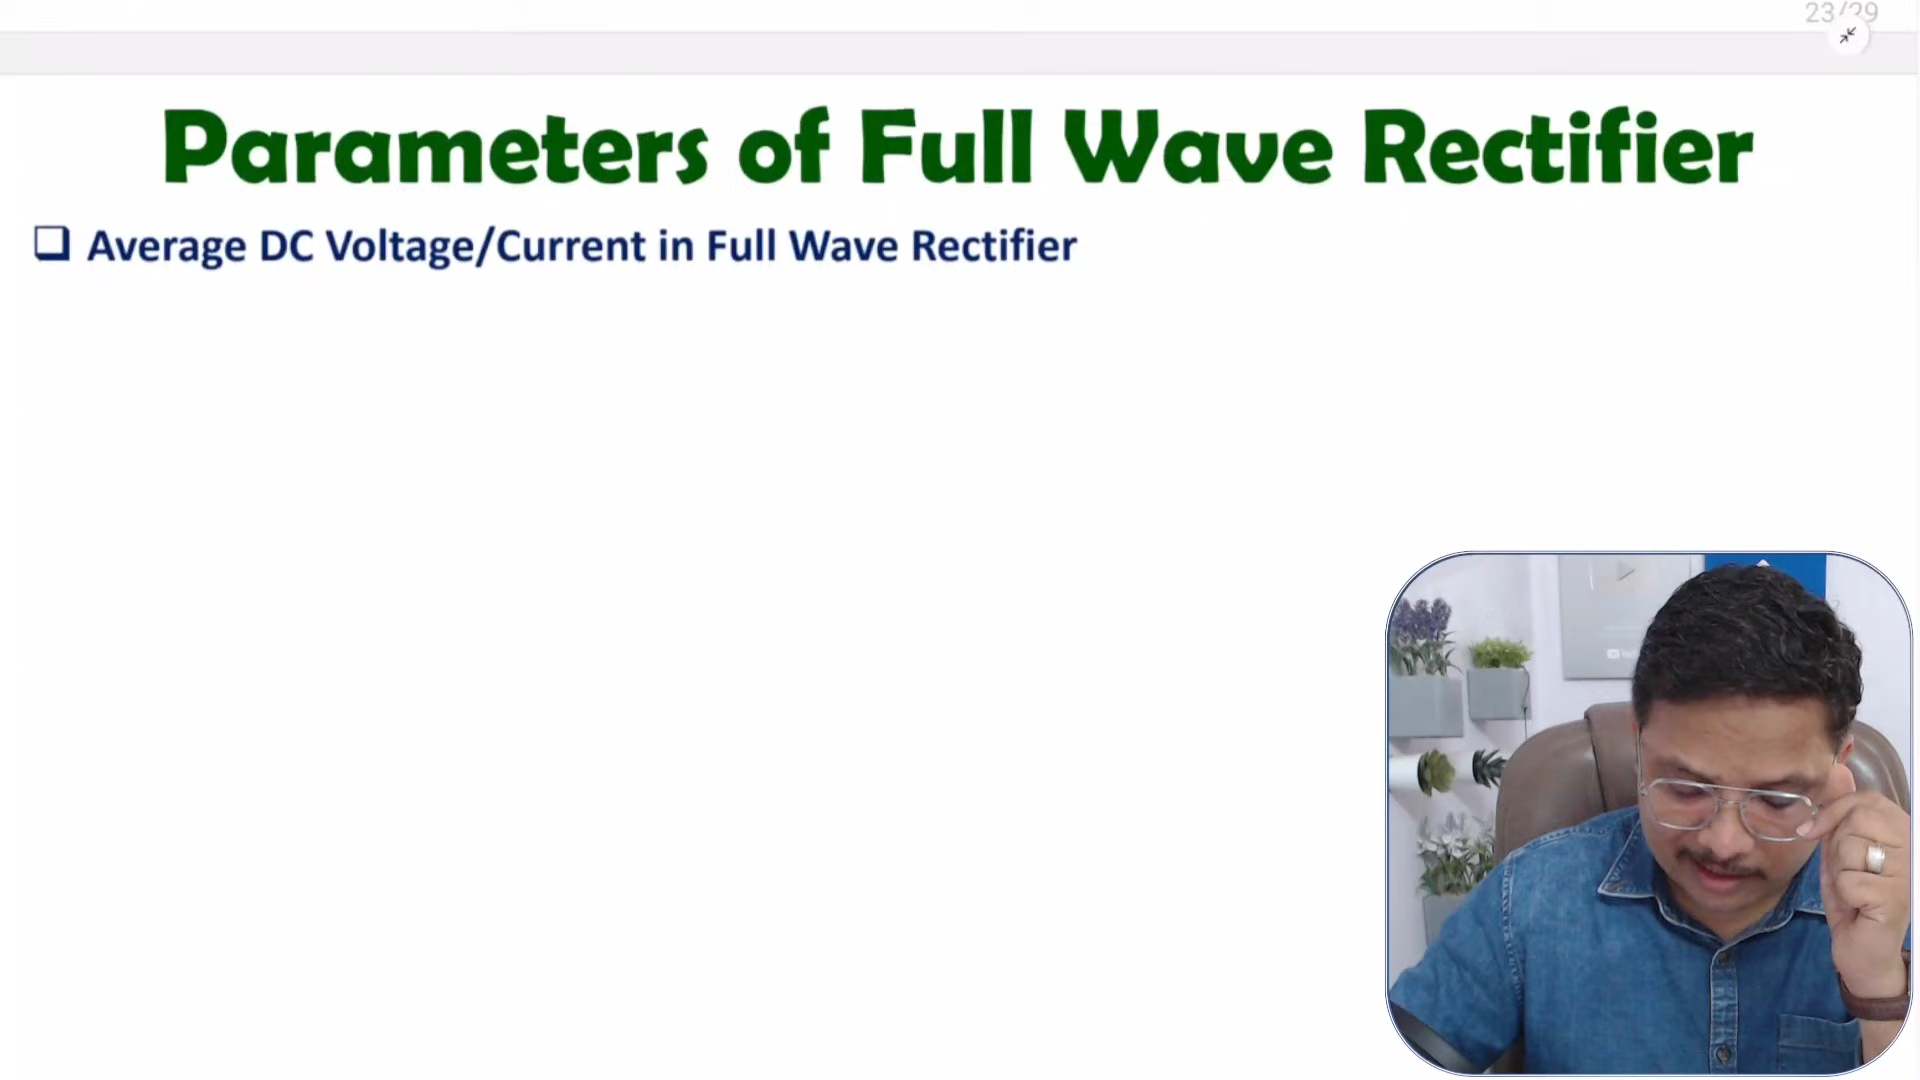 23/29
Parameters of Full Wave Rectifier
Average DC Voltage/Current in Full Wave Rectifier